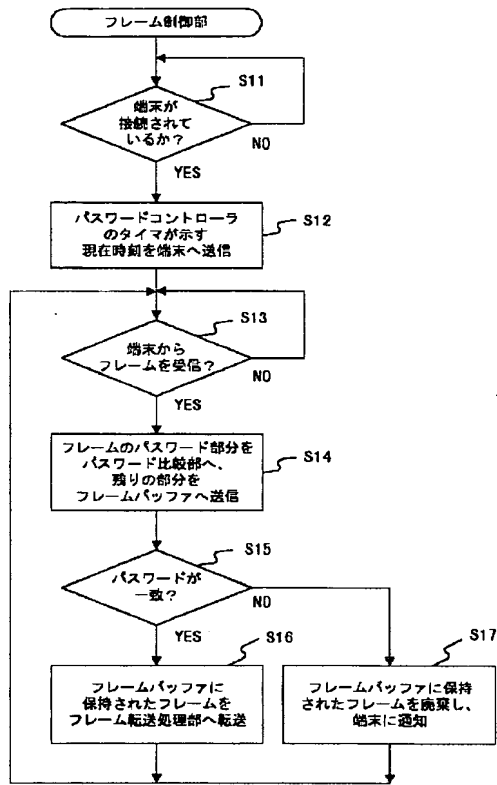 フレーム制御部
S11
端末が
接続されて
いるか?
NO
YES
パスワードコントローラ
のタイマが示す
現在時刻を端末へ送信
S12
S13
端末から
フレームを受信?
NO
YES
フレームのパスワード部分を
パスワード比較部へ、
残りの部分を
フレームバッファへ送信
S14
S15
パスワードが
一致?
NO
YES
S16
S17
フレームバッファに
保持されたフレームを
フレーム転送処理部へ転送
フレームバッファに保持
されたフレームを廃棄し、
端末に通知